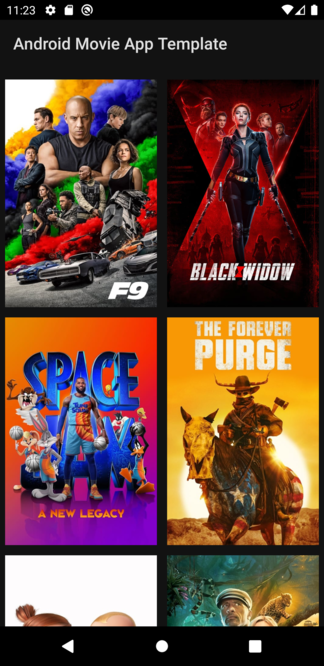 11:23
Android Movie App Template
F9
BLACK WIDOW
SPACE
JAM
A NEW LEGACY
THE FOREVER
PURGE